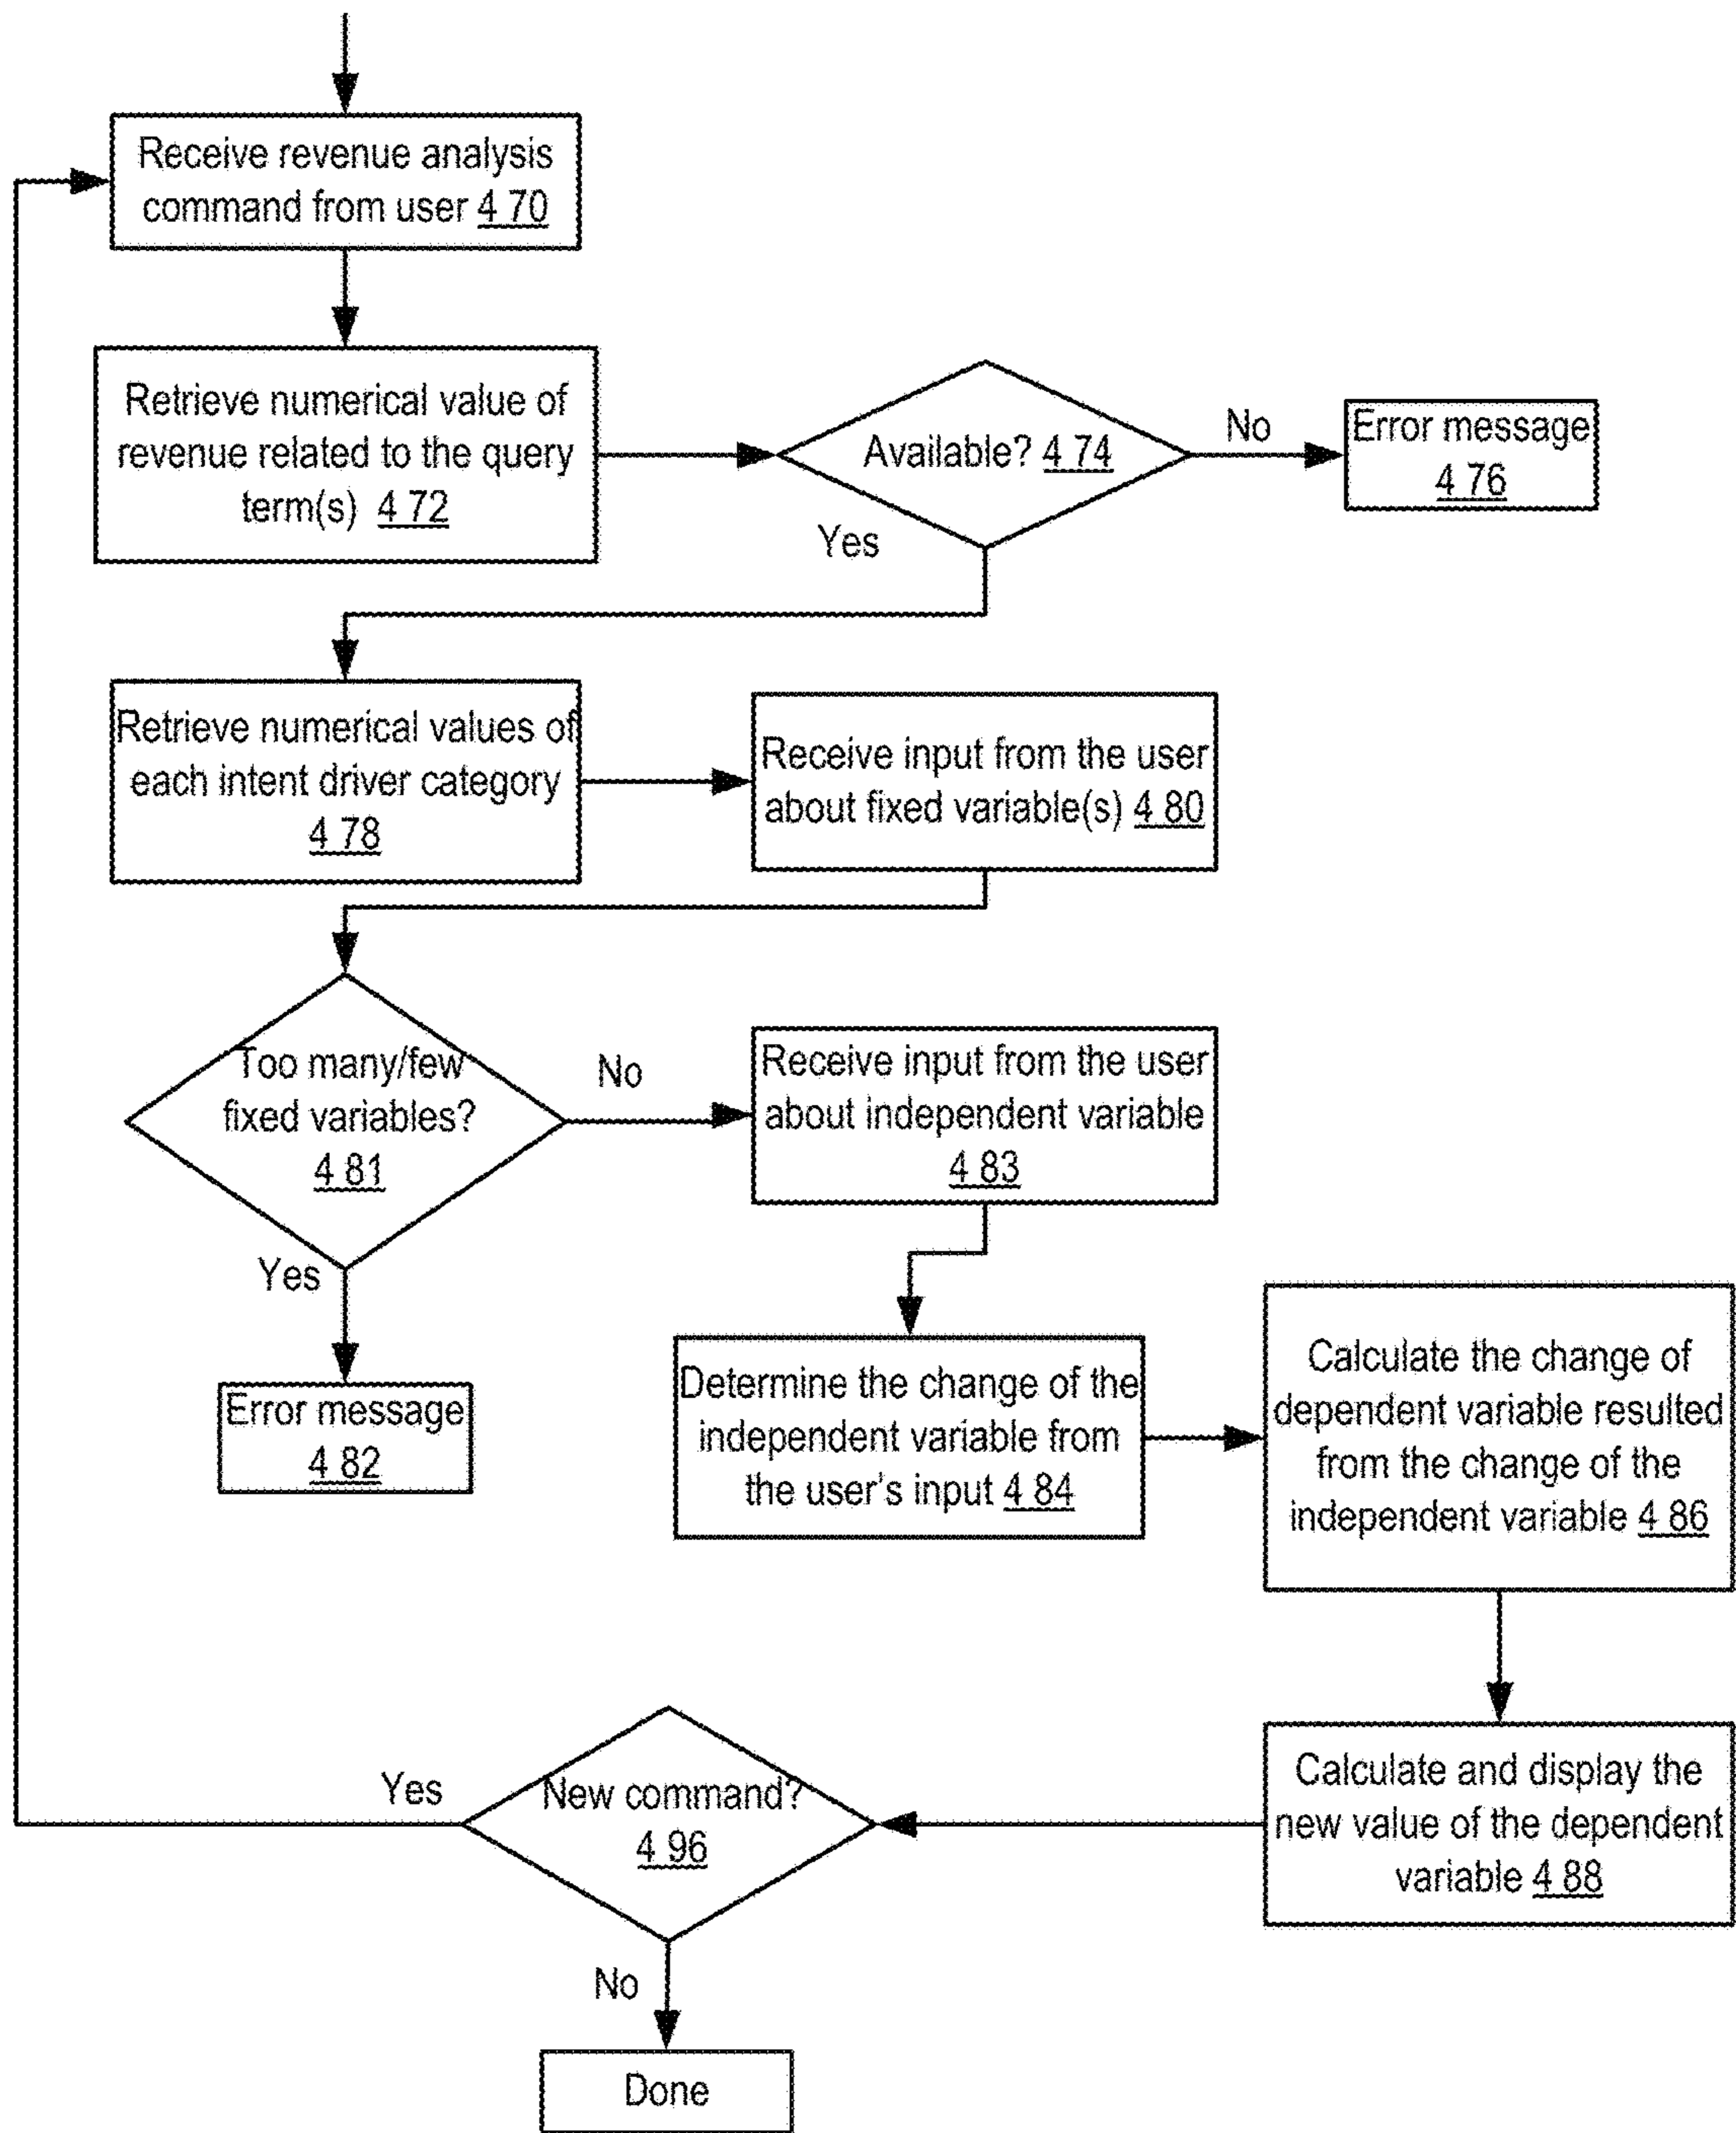 Receive revenue analysis
command from user 4 70
Retrieve numerical value of
revenue related to the query
term(s) 4 72
Available? 4 74
No
Error message
4 76
Yes
Retrieve numerical values of
each intent driver category
4 78
Receive input from the user
about fixed variable(s) 4 80
Too many/few
fixed variables?
4 81
No
Receive input from the user
about independent variable
4 83
Yes
Error message
4 82
Determine the change of the
independent variable from
the user's input 4 84
Calculate the change of
dependent variable resulted
from the change of the
independent variable 4 86
Calculate and display the
new value of the dependent
variable 4 88
New command?
4 96
Yes
No
Done